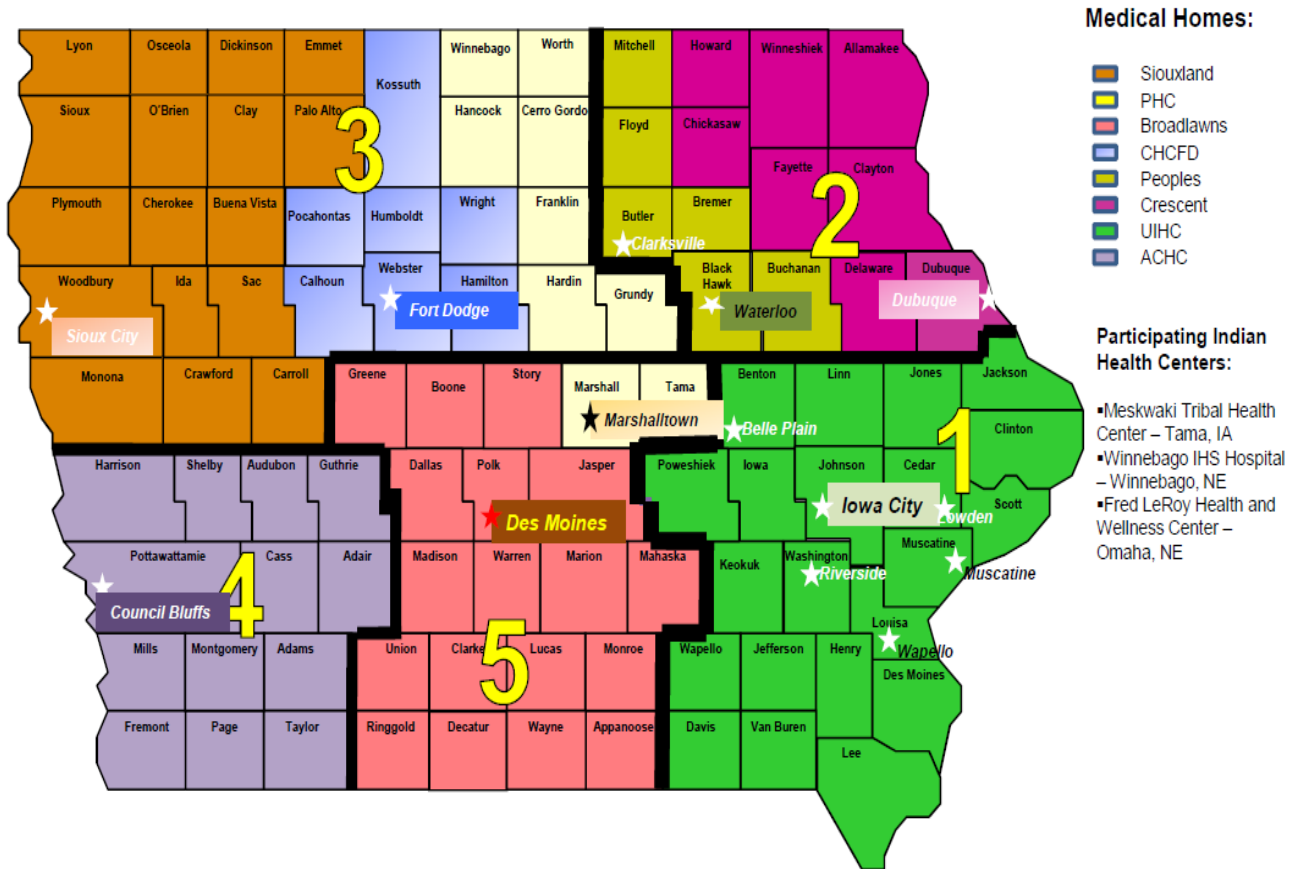 Medical Homes:
Siouxland
PHC
Broadlawns
CHCFD
Peoples
Crescent
UIHC
ACHC
Participating Indian
Health Centers:
▪Meskwaki Tribal Health
Center – Tama, IA
▪Winnebago IHS Hospital
– Winnebago, NE
▪Fred LeRoy Health and
Wellness Center –
Omaha, NE
Lyon
Osceola
Dickinson
Emmet
Kossuth
Winnebago
Worth
Mitchell
Howard
Winneshiek
Allamakee
Sioux
O'Brien
Clay
Palo Alto
3
Hancock
Cerro Gordo
Floyd
Chickasaw
Fayette
Clayton
2
Plymouth
Cherokee
Buena Vista
Pocahontas
Humboldt
Wright
Franklin
Butler
Bremer
Clarksville
Woodbury
Ida
Sac
Calhoun
Webster
Hamilton
Hardin
Grundy
Black
Hawk
Buchanan
Delaware
Dubuque
Sioux City
Fort Dodge
Waterloo
Dubuque
Monona
Crawford
Carroll
Greene
Boone
Story
Marshall
Tama
Benton
Linn
Jones
Jackson
Marshalltown
Belle Plain
1
Clinton
Harrison
Shelby
Audubon
Guthrie
Dallas
Polk
Jasper
Poweshiek
Iowa
Johnson
Cedar
Scott
Des Moines
Iowa City
Lowden
Pottawattamie
Cass
Adair
Madison
Warren
Marion
Mahaska
Keokuk
Washington
Muscatine
Riverside
Muscatine
Council Bluffs
4
Louisa
Wapello
Mills
Montgomery
Adams
Union
Clarke
5
Lucas
Monroe
Wapello
Jefferson
Henry
Des Moines
Fremont
Page
Taylor
Ringgold
Decatur
Wayne
Appanoose
Davis
Van Buren
Lee